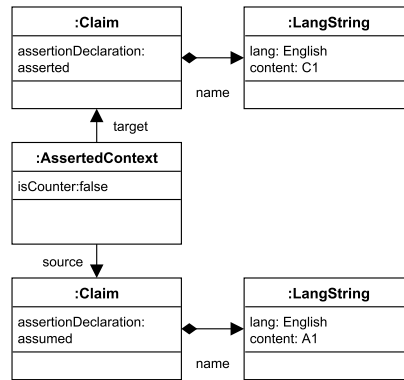 :Claim
assertionDeclaration:
asserted
:LangString
lang: English
content: C1
name
target
:AssertedContext
isCounter:false
source
:Claim
assertionDeclaration:
assumed
:LangString
lang: English
content: A1
name